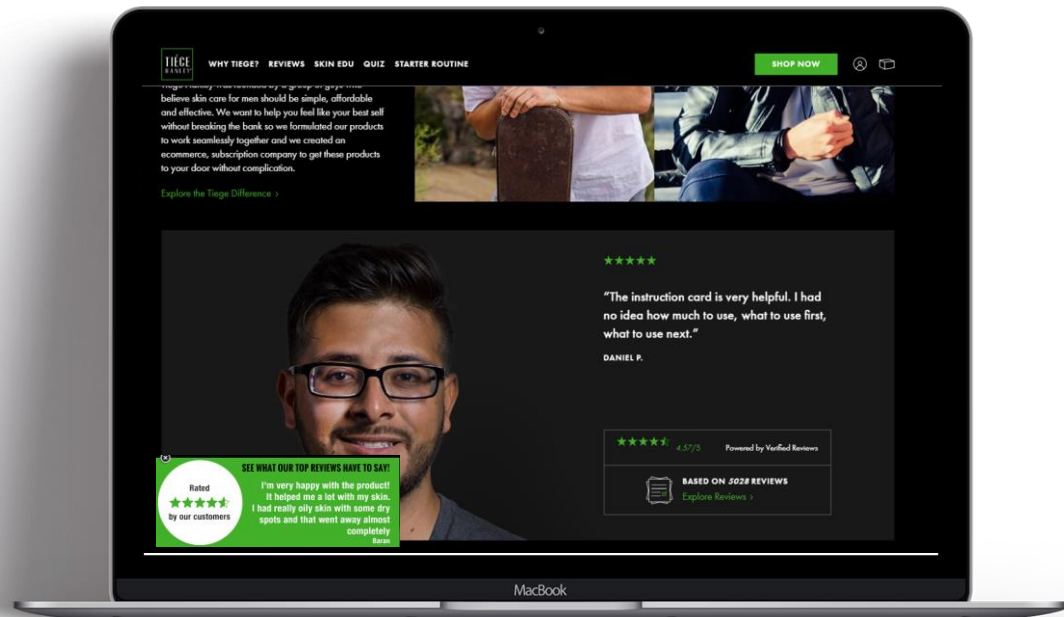 TIÉGE
HANLEY
WHY TIEGE? REVIEWS SKIN EDU QUIZ STARTER ROUTINE
SHOP NOW
believe skin care for men should be simple, affordable
and effective. We want to help you feel like your best self
without breaking the bank so we formulated our products
to work seamlessly together and we created an
ecommerce, subscription company to get these products
to your door without complication.
Explore the Tiege Difference >
"The instruction card is very helpful. I had
no idea how much to use, what to use first,
what to use next."
DANIEL P.
4.57/5 Powered by Verified Reviews
BASED ON 5028 REVIEWS
Explore Reviews >
SEE WHAT OUR TOP REVIEWS HAVE TO SAY!
Rated
by our customers
I'm very happy with the product!
It helped me a lot with my skin.
I had really oily skin with some dry
spots and that went away almost
completely
Baran
MacBook